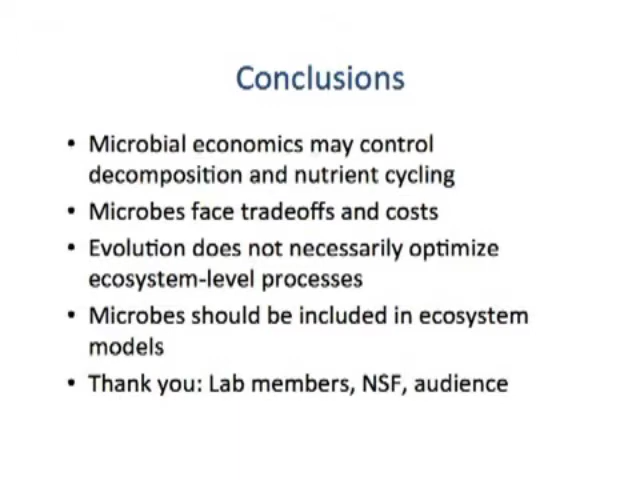 Conclusions
• Microbial economics may control
decomposition and nutrient cycling
• Microbes face tradeoffs and costs
• Evolution does not necessarily optimize
ecosystem-level processes
• Microbes should be included in ecosystem
models
• Thank you: Lab members, NSF, audience